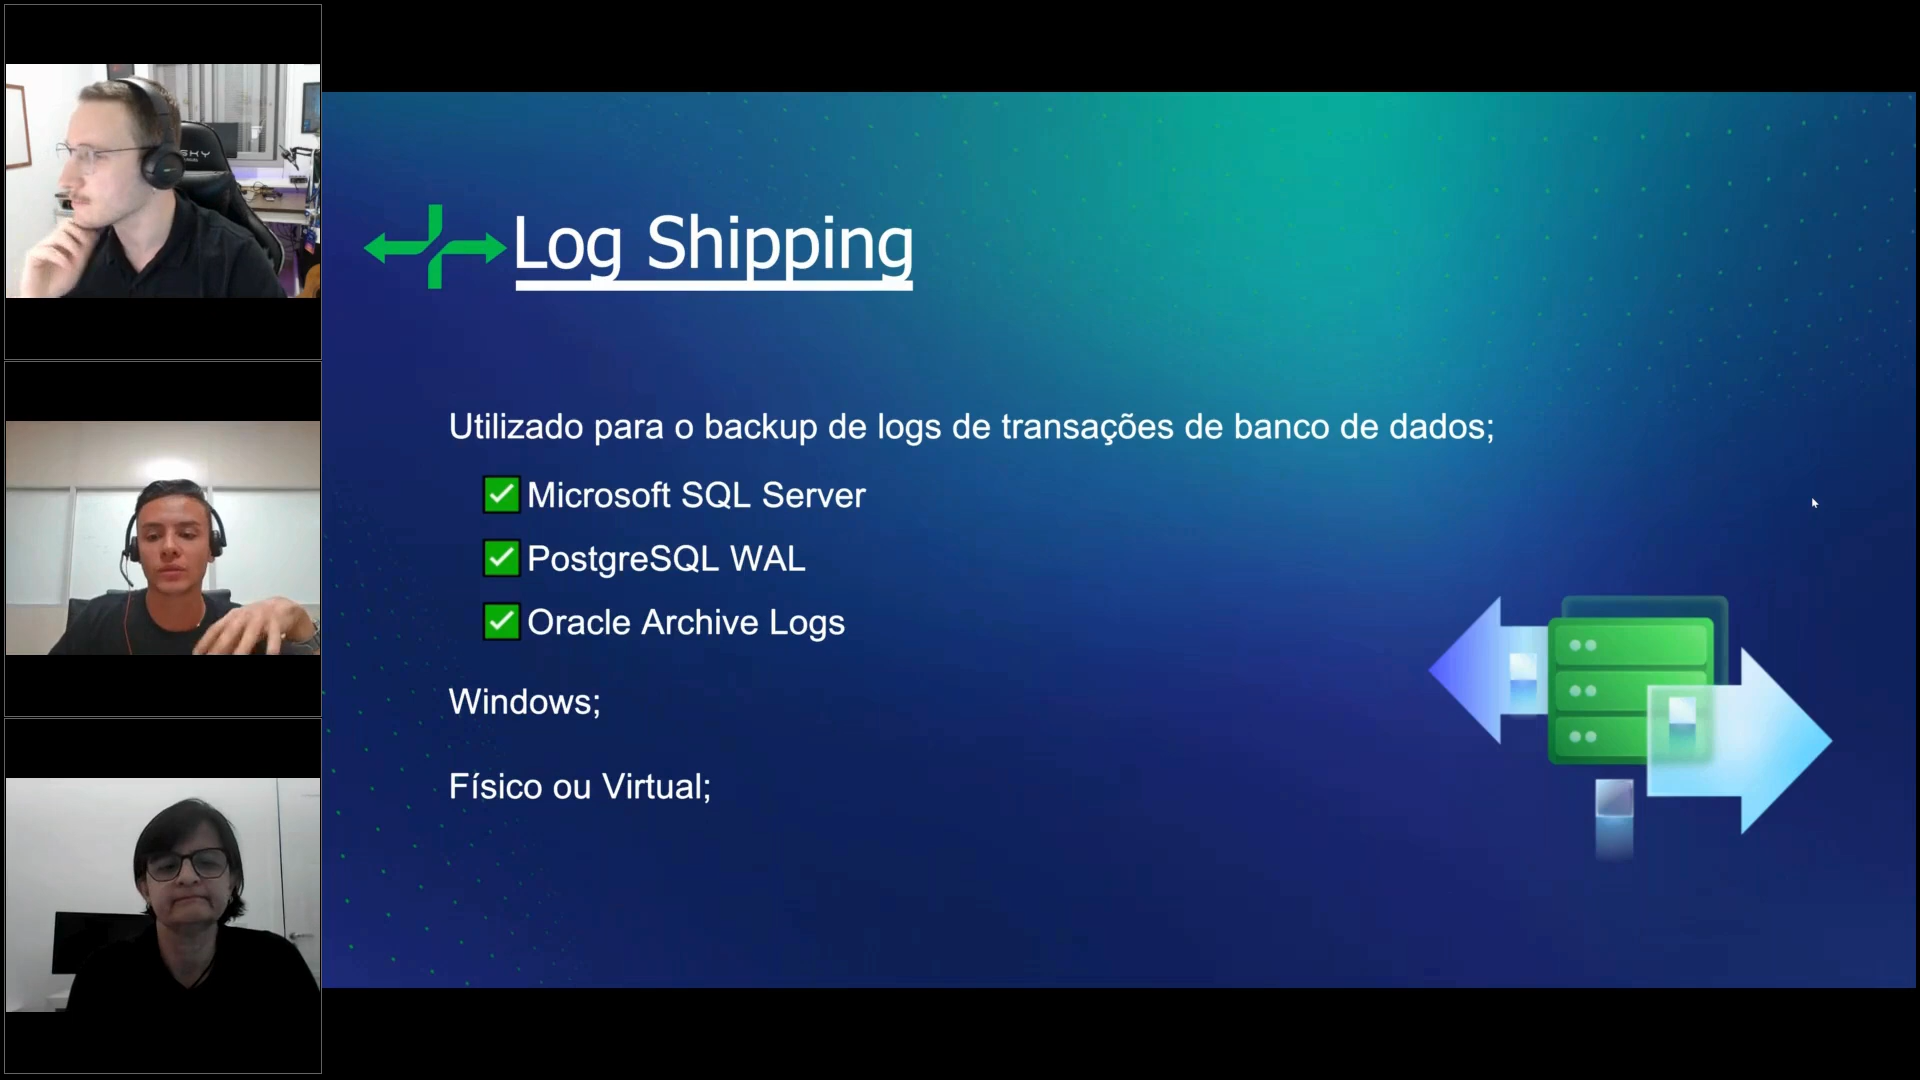 Log Shipping
Utilizado para o backup de logs de transações de banco de dados;
Microsoft SQL Server
PostgreSQL WAL
Oracle Archive Logs
Windows;
Físico ou Virtual;